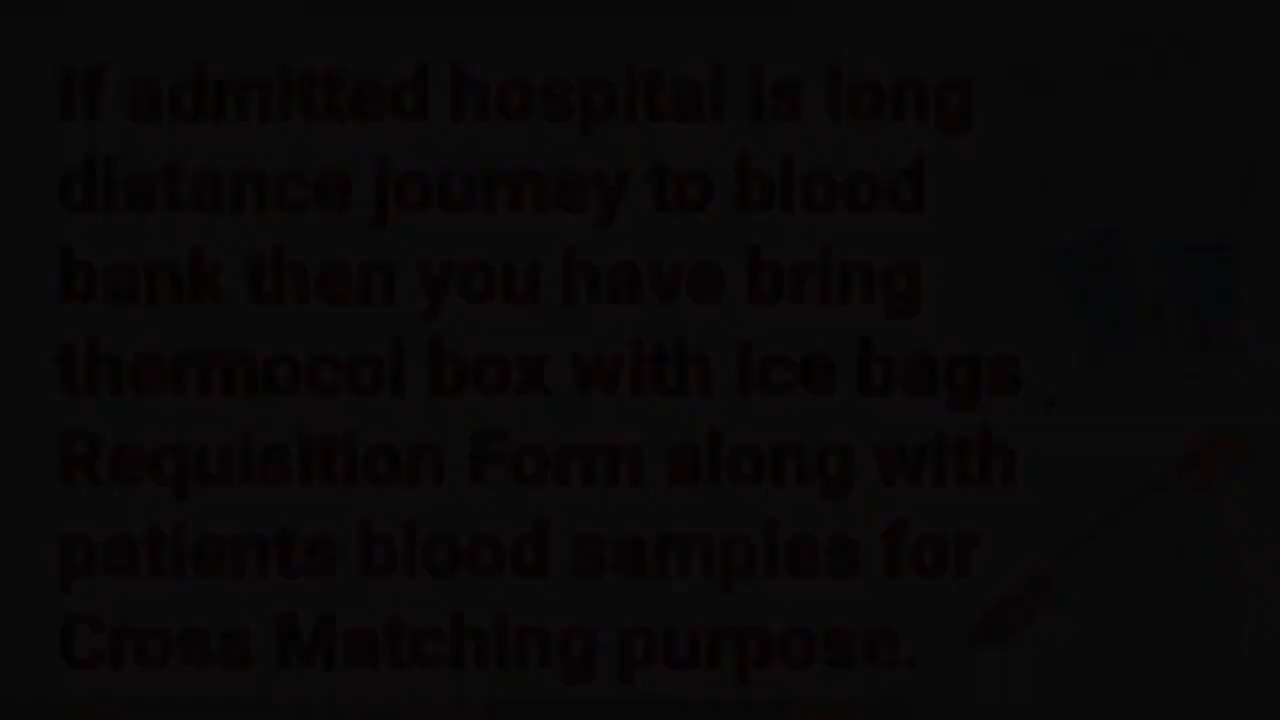 If admitted hospital is long
distance journey to blood
bank then you have bring
thermocol box with Ice bags
Requisition Form along with
patients blood samples for
Cross Matching purpose.